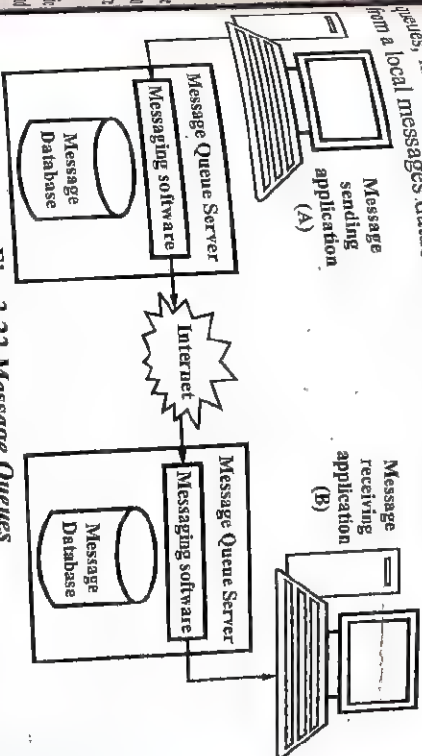 from a local messages
Message
sending
application
(A)
Message
receiving
application
(B)
Message Queue Server
Messaging software
Message
Database
Internet
Message Queue Server
Messaging software
Message
Database
Message Queues